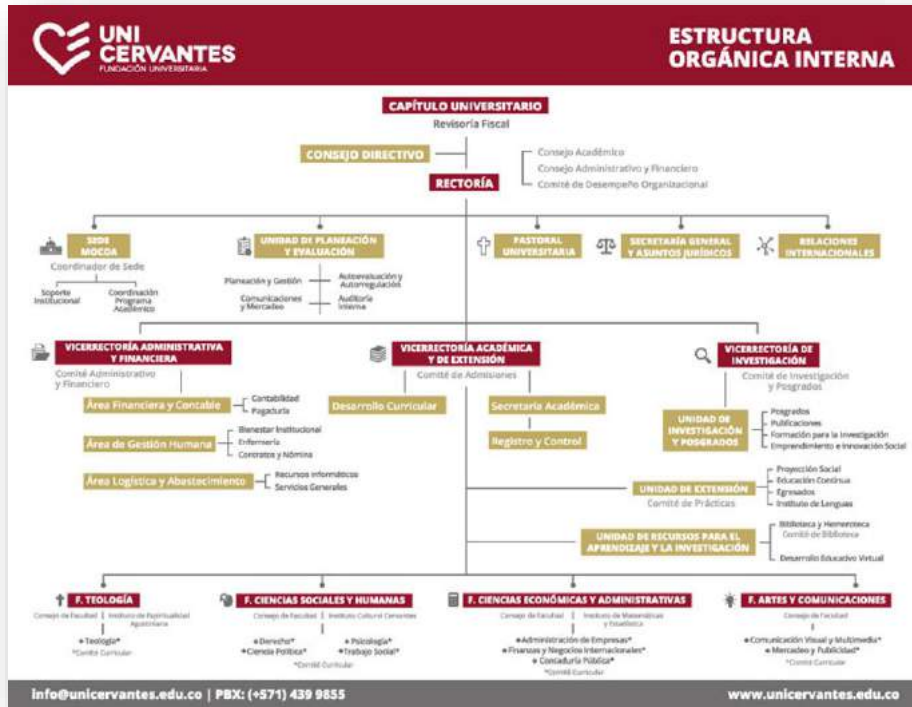 UNI
CERVANTES
FUNDACIÓN UNIVERSITARIA
ESTRUCTURA
ORGÁNICA INTERNA
CAPÍTULO UNIVERSITARIO
Revisoría Fiscal
CONSEJO DIRECTIVO
Consejo Académico
Consejo Administrativo y Financiero
Comité de Desempeño Organizacional
RECTORÍA
SEDE
MOCOA
Coordinador de Sede
Soporte
Institucional
Coordinación
Programa
Académicos
UNIDAD DE PLANEACIÓN
Y EVALUACIÓN
Planeación y Gestión
Autoevaluación y
Autorregulación
Comunicaciones
y Mercadeo
Auditoría
Interna
PASTORAL
UNIVERSITARIA
SECRETARÍA GENERAL
Y ASUNTOS JURÍDICOS
RELACIONES
INTERNACIONALES
VICERRECTORÍA ADMINISTRATIVA
Y FINANCIERA
Comité Administrativo
y Financiero
Área Financiera y Contable
Contabilidad
Pagaduría
Área de Gestión Humana
Bienestar Institucional
Enfermería
Contratos y Nómina
Área Logística y Abastecimiento
Recursos Informáticos
Servicios Generales
VICERRECTORÍA ACADÉMICA
Y DE EXTENSIÓN
Comité de Admisiones
Desarrollo Curricular
Secretaría Académica
Registro y Control
VICERRECTORÍA DE
INVESTIGACIÓN
Comité de Investigación
y Posgrados
UNIDAD DE
INVESTIGACIÓN
Y POSGRADOS
Posgrados
Publicaciones
Formación para la Investigación
Emprendimiento e Innovación Social
UNIDAD DE EXTENSIÓN
Comité de Prácticas
Proyección Social
Educación Continua
Egresados
Instituto de Lenguas
UNIDAD DE RECURSOS PARA EL
APRENDIZAJE Y LA INVESTIGACIÓN
Biblioteca y Hemeroteca
Comité de Biblioteca
Desarrollo Educativo Virtual
F. TEOLOGÍA
Consejo de Facultad
Instituto de Espiritualidad
Agustiniana
Teología*
*Comité Curricular
F. CIENCIAS SOCIALES Y HUMANAS
Consejo de Facultad
Instituto Cultural Cervantes
Derecho*
Ciencia Política*
Psicología*
Trabajo Social*
*Comité Curricular
F. CIENCIAS ECONÓMICAS Y ADMINISTRATIVAS
Consejo de Facultad
Instituto de Matemáticas
y Estadística
Administración de Empresas*
Finanzas y Negocios Internacionales*
Contaduría Pública*
*Comité Curricular
F. ARTES Y COMUNICACIONES
Consejo de Facultad
Comunicación Visual y Multimedia*
Mercadeo y Publicidad*
*Comité Curricular
info@unicervantes.edu.co | PBX: (+571) 439 9855
www.unicervantes.edu.co